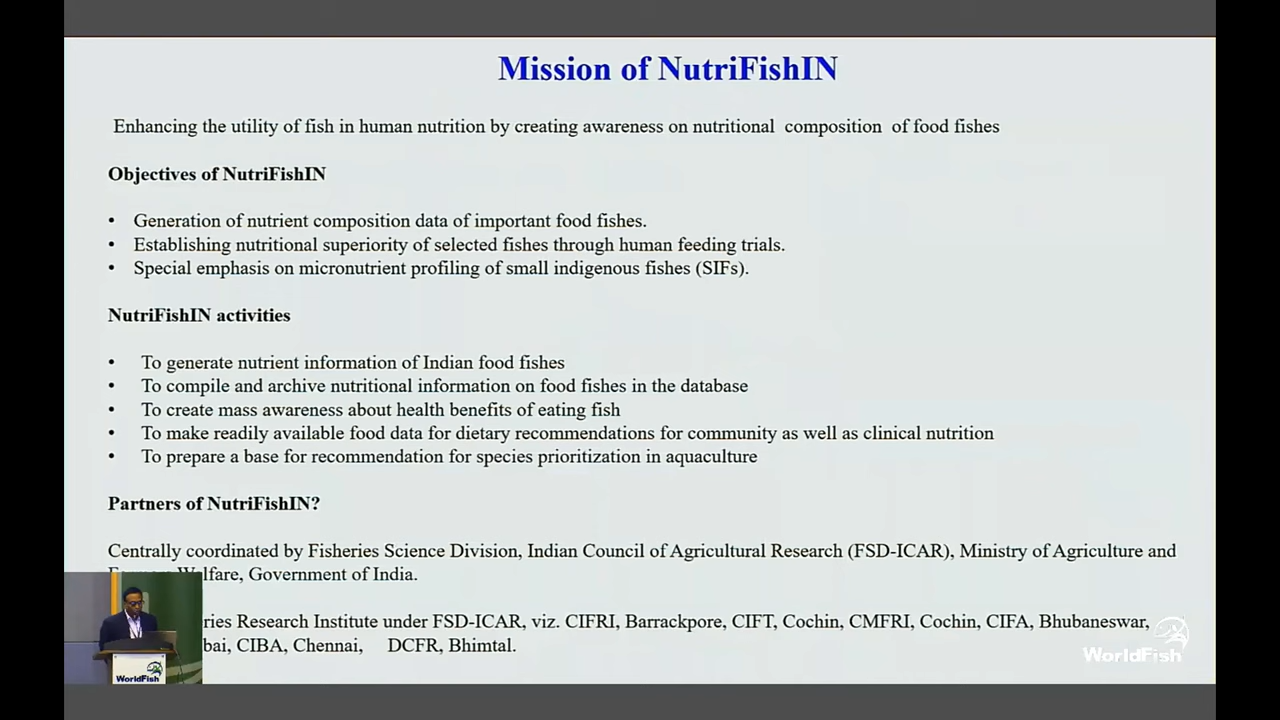 Mission of NutriFishIN
Enhancing the utility of fish in human nutrition by creating awareness on nutritional composition of food fishes
Objectives of NutriFishIN
• Generation of nutrient composition data of important food fishes.
• Establishing nutritional superiority of selected fishes through human feeding trials.
• Special emphasis on micronutrient profiling of small indigenous fishes (SIFs).
NutriFishIN activities
• To generate nutrient information of Indian food fishes
• To compile and archive nutritional information on food fishes in the database
• To create mass awareness about health benefits of eating fish
• To make readily available food data for dietary recommendations for community as well as clinical nutrition
• To prepare a base for recommendation for species prioritization in aquaculture
Partners of NutriFishIN?
Centrally coordinated by Fisheries Science Division, Indian Council of Agricultural Research (FSD-ICAR), Ministry of Agriculture and
Welfare, Government of India.
ries Research Institute under FSD-ICAR, viz. CIFRI, Barrackpore, CIFT, Cochin, CMFRI, Cochin, CIFA, Bhubaneswar,
bai, CIBA, Chennai, DCFR, Bhimtal.
WorldFish
WorldFish